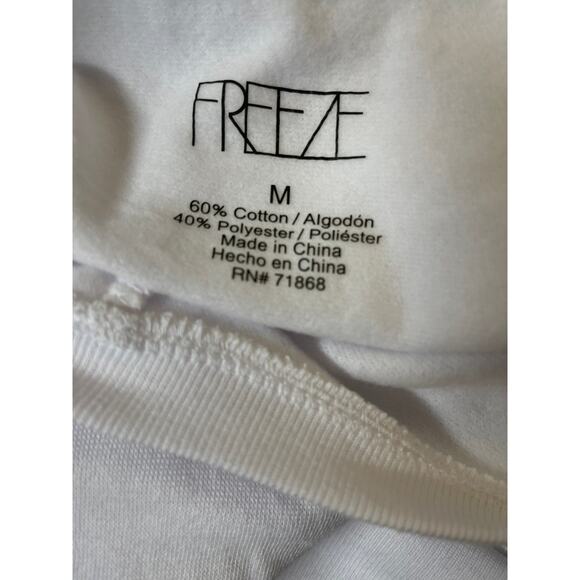 FREEZE
M
60% Cotton / Algodón
40% Polyester / Poliéster
Made in China
Hecho en China
RN# 71868